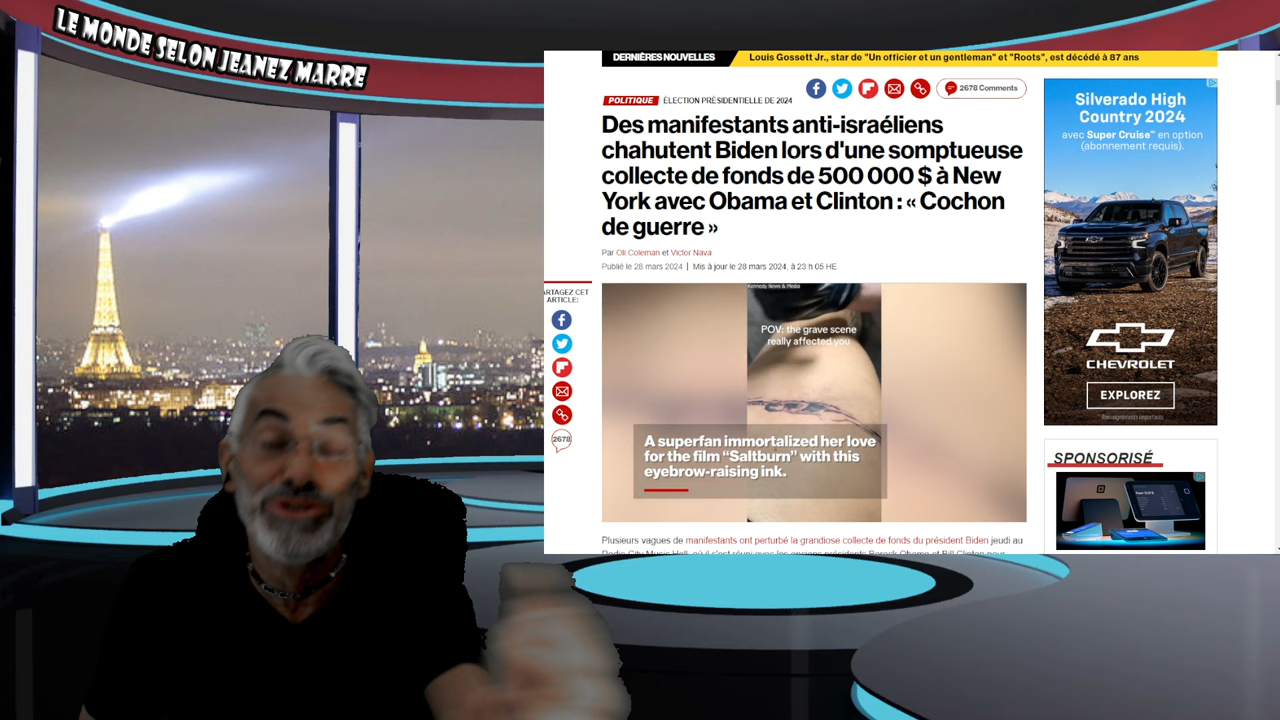 LE MONDE SELON JEANEZ MARRE
DERNIÈRES NOUVELLES
Louis Gossett Jr., star de "Un officier et un gentleman" et "Roots", est décédé à 87 ans
POLITIQUE
ÉLECTION PRÉSIDENTIELLE DE 2024
2678 Comments
Des manifestants anti-israéliens
chahutent Biden lors d'une somptueuse
collecte de fonds de 500 000 $ à New
York avec Obama et Clinton : « Cochon
de guerre »
Par Oli Coleman et Victor Nava
Publié le 28 mars 2024 | Mis à jour le 28 mars 2024, à 23 h 05 HE
ARTAGEZ CET
ARTICLE:
2678
Kennedy News & Media
POV: the grave scene
really affected you
A superfan immortalized her love
for the film “Saltburn” with this
eyebrow-raising ink.
Plusieurs vagues de manifestants ont perturbé la grandiose collecte de fonds du président Biden jeudi au
Silverado High
Country 2024
avec Super Cruise™ en option
(abonnement requis).
CHEVROLET
EXPLOREZ
SPONSORISÉ